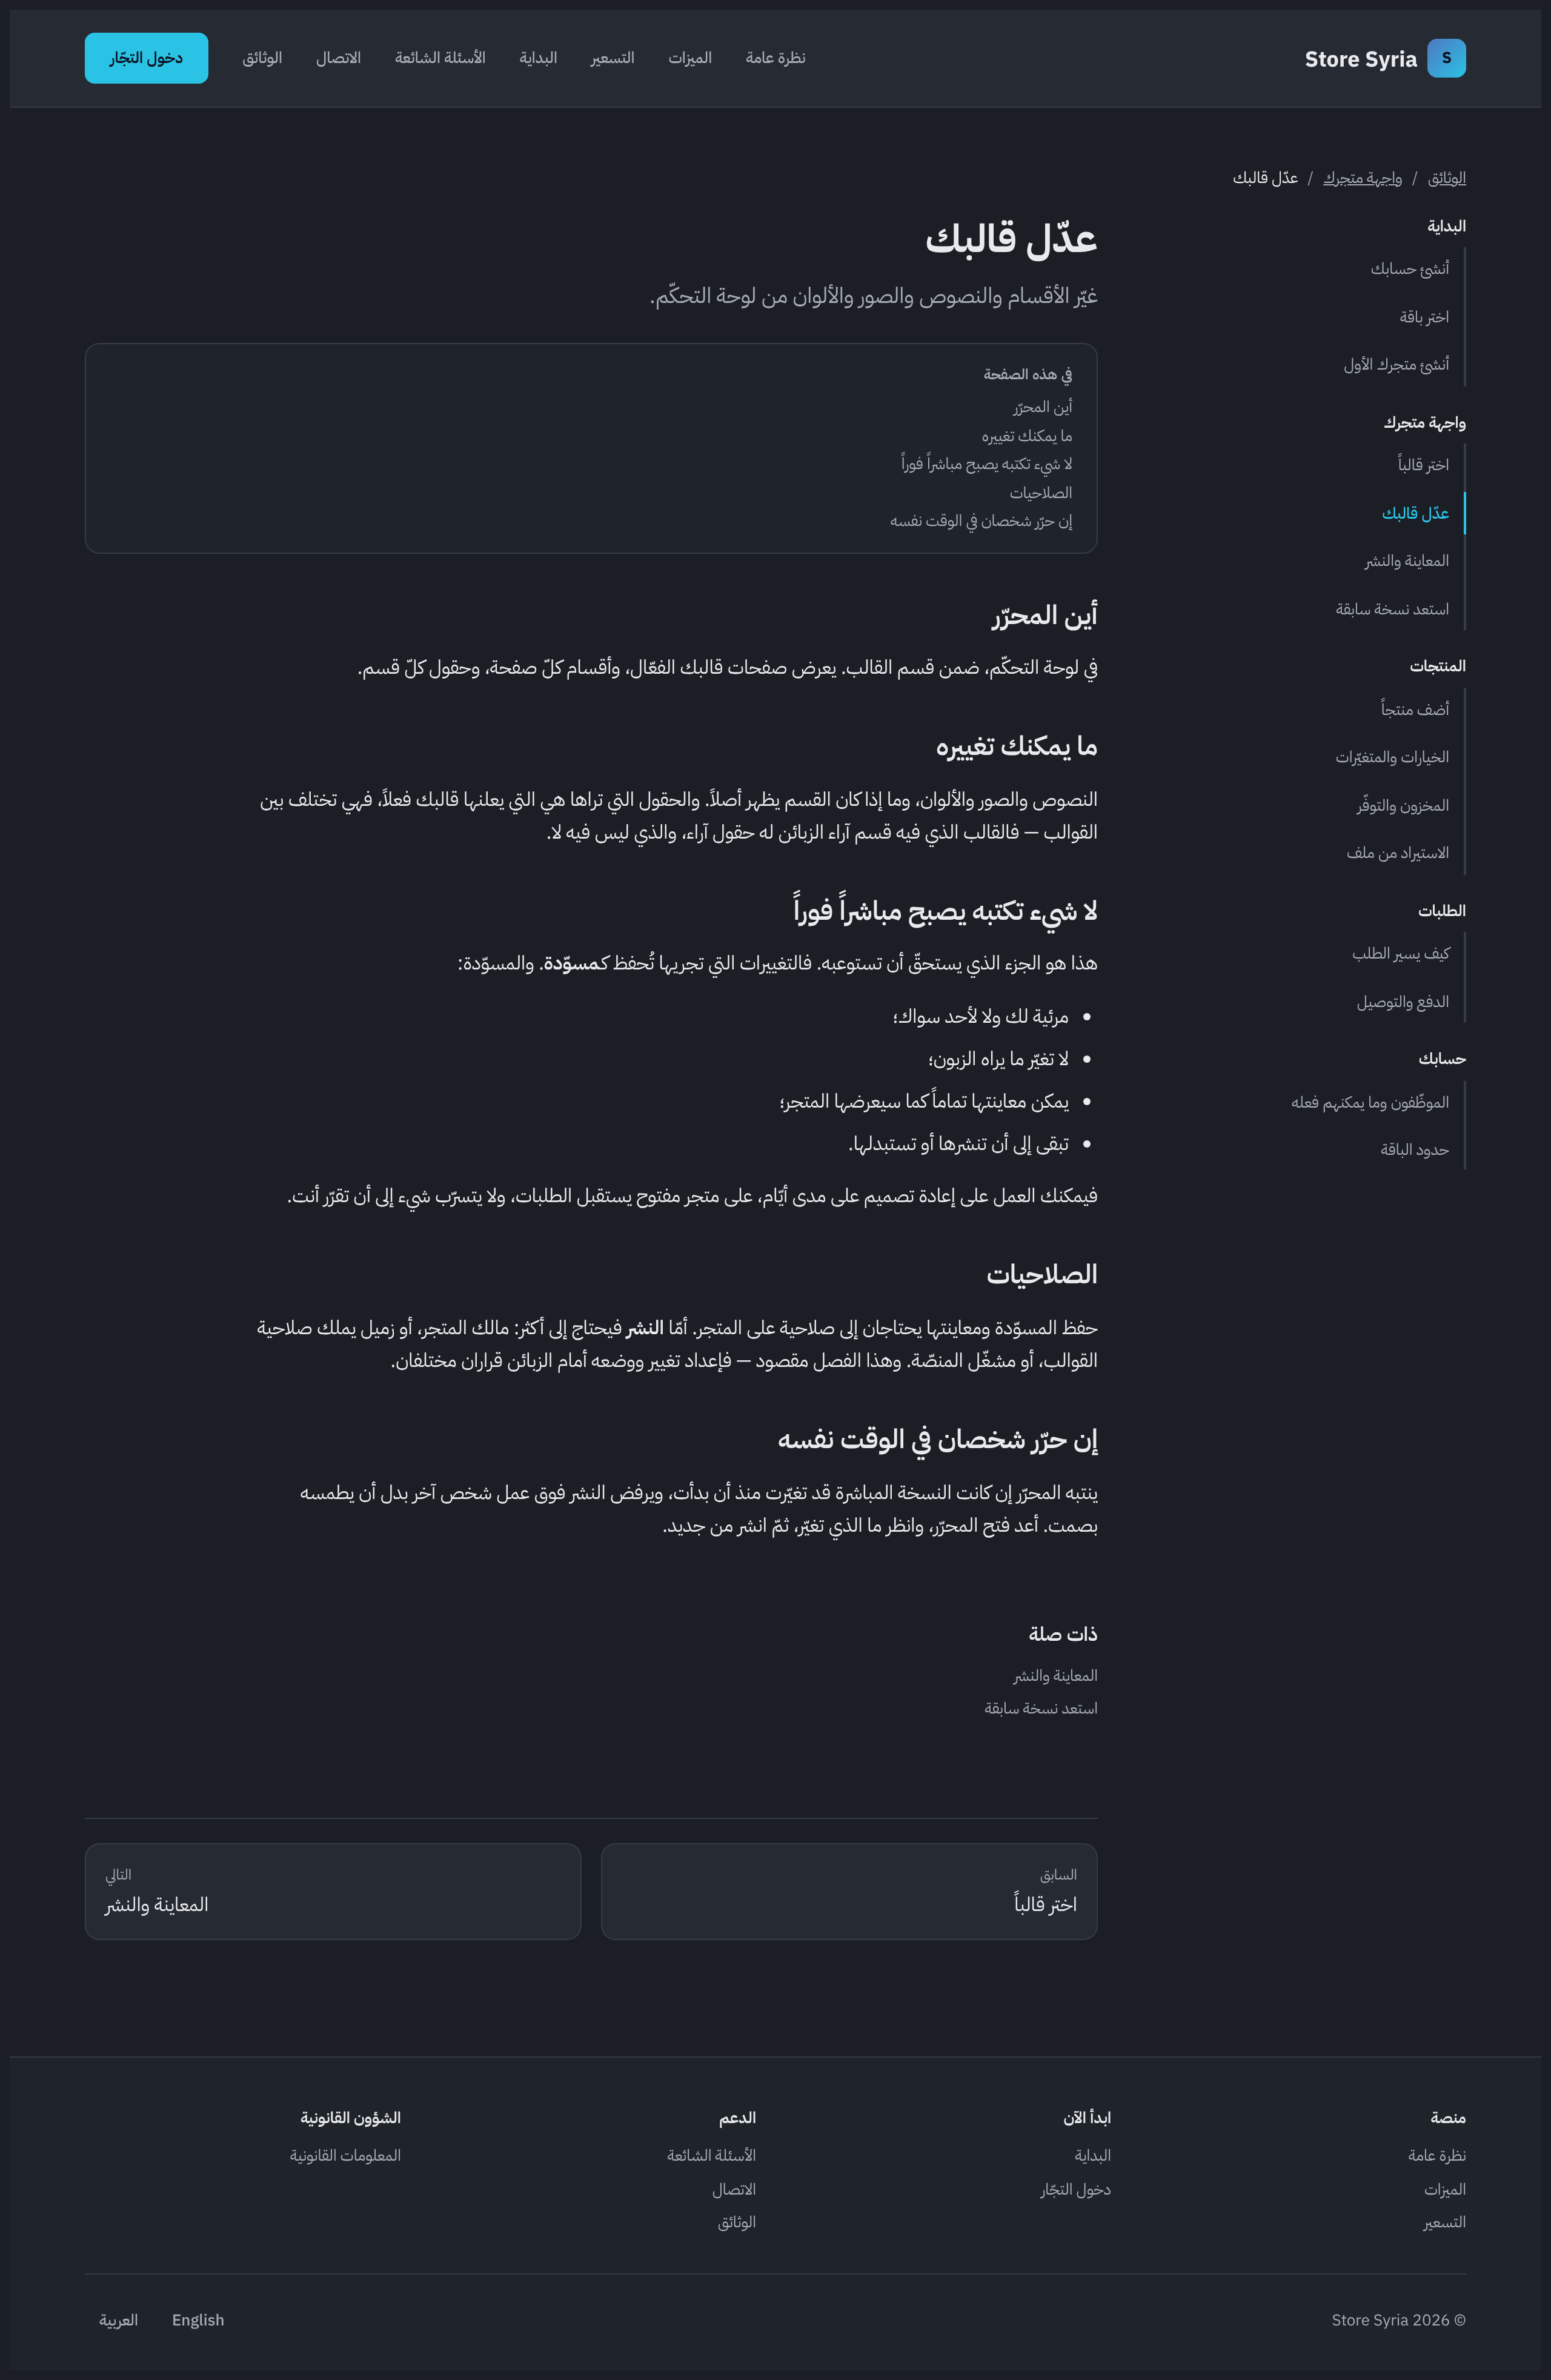 S Store Syria
نظرة عامة
الميزات
التسعير
البداية
الأسئلة الشائعة
الاتصال
الوثائق
دخول التجّار
الوثائق / واجهة متجرك / عدّل قالبك
البداية
أنشئ حسابك
اختر باقة
أنشئ متجرك الأول
واجهة متجرك
اختر قالباً
عدّل قالبك
المعاينة والنشر
استعد نسخة سابقة
المنتجات
أضف منتجاً
الخيارات والمتغيّرات
المخزون والتوفّر
الاستيراد من ملف
الطلبات
كيف يسير الطلب
الدفع والتوصيل
حسابك
الموظّفون وما يمكنهم فعله
حدود الباقة
عدّل قالبك
غيّر الأقسام والنصوص والصور والألوان من لوحة التحكّم.
في هذه الصفحة
أين المحرّر
ما يمكنك تغييره
لا شيء تكتبه يصبح مباشراً فوراً
الصلاحيات
إن حرّر شخصان في الوقت نفسه
أين المحرّر
في لوحة التحكّم، ضمن قسم القالب. يعرض صفحات قالبك الفعّال، وأقسام كلّ صفحة، وحقول كلّ قسم.
ما يمكنك تغييره
النصوص والصور والألوان، وما إذا كان القسم يظهر أصلاً. والحقول التي تراها هي التي يعلنها قالبك فعلاً، فهي تختلف بين
القوالب — فالقالب الذي فيه قسم آراء الزبائن له حقول آراء، والذي ليس فيه لا.
لا شيء تكتبه يصبح مباشراً فوراً
هذا هو الجزء الذي يستحقّ أن تستوعبه. فالتغييرات التي تجريها تُحفظ كـمسوّدة. والمسوّدة:
• مرئية لك ولا لأحد سواك؛
• لا تغيّر ما يراه الزبون؛
• يمكن معاينتها تماماً كما سيعرضها المتجر؛
• تبقى إلى أن تنشرها أو تستبدلها.
فيمكنك العمل على إعادة تصميم على مدى أيّام، على متجر مفتوح يستقبل الطلبات، ولا يتسرّب شيء إلى أن تقرّر أنت.
الصلاحيات
حفظ المسوّدة ومعاينتها يحتاجان إلى صلاحية على المتجر. أمّا النشر فيحتاج إلى أكثر: مالك المتجر، أو زميل يملك صلاحية
القوالب، أو مشغّل المنصّة. وهذا الفصل مقصود — فإعداد تغيير ووضعه أمام الزبائن قراران مختلفان.
إن حرّر شخصان في الوقت نفسه
ينتبه المحرّر إن كانت النسخة المباشرة قد تغيّرت منذ أن بدأت، ويرفض النشر فوق عمل شخص آخر بدل أن يطمسه
بصمت. أعد فتح المحرّر، وانظر ما الذي تغيّر، ثمّ انشر من جديد.
ذات صلة
المعاينة والنشر
استعد نسخة سابقة
السابق
اختر قالباً
التالي
المعاينة والنشر
منصة
نظرة عامة
الميزات
التسعير
ابدأ الآن
البداية
دخول التجّار
الدعم
الأسئلة الشائعة
الاتصال
الوثائق
الشؤون القانونية
المعلومات القانونية
© 2026 Store Syria
English
العربية